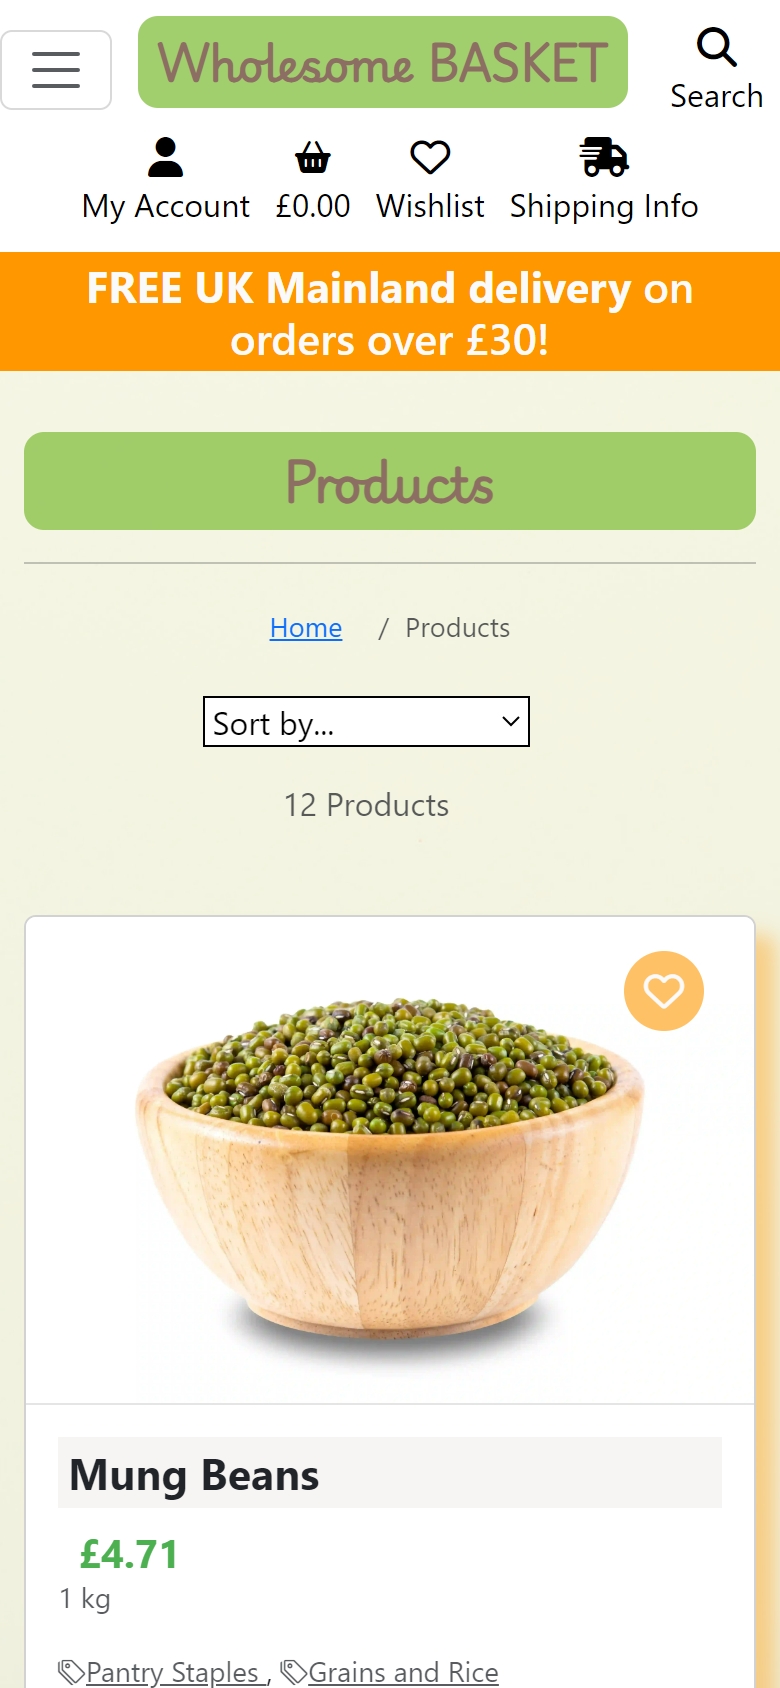 Wholesome BASKET
Search
My Account £0.00 Wishlist Shipping Info
FREE UK Mainland delivery on
orders over £30!
Products
Home / Products
Sort by...
12 Products
Mung Beans
£4.71
1 kg
Pantry Staples , Grains and Rice